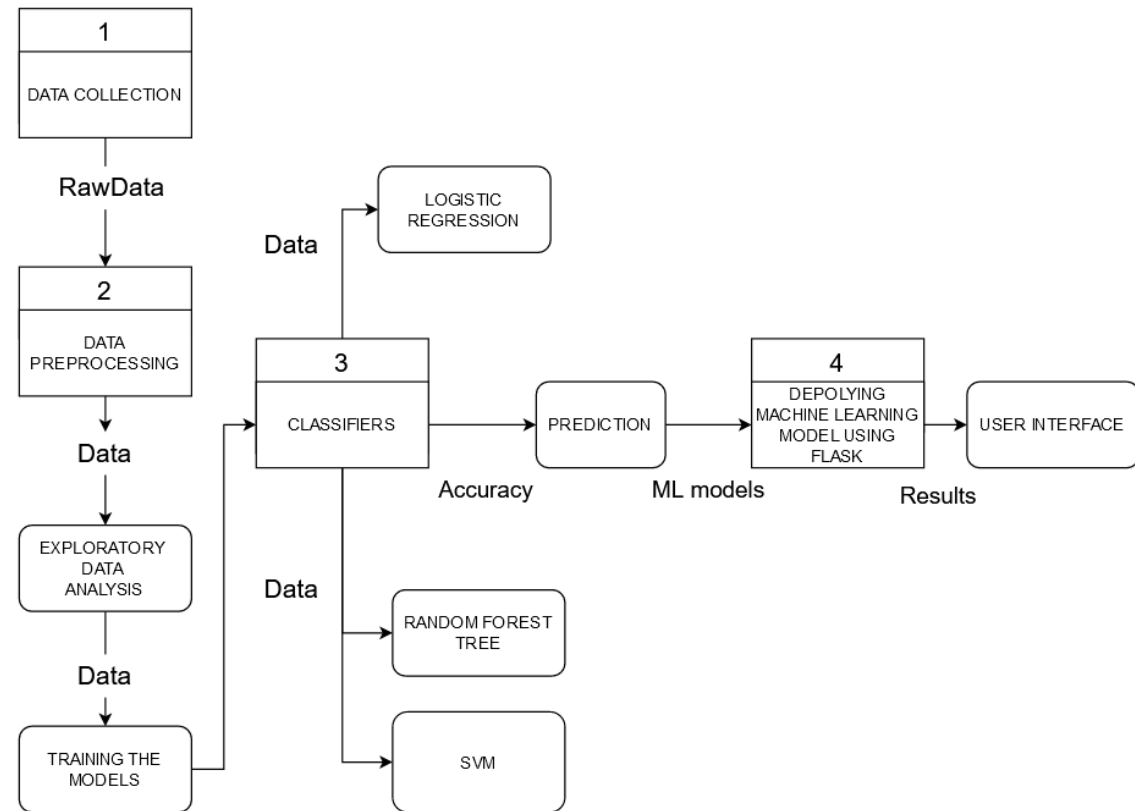 1
DATA COLLECTION
RawData
2
DATA
PREPROCESSING
Data
EXPLORATORY
DATA
ANALYSIS
Data
TRAINING THE
MODELS
Data
LOGISTIC
REGRESSION
3
CLASSIFIERS
Accuracy
PREDICTION
ML models
4
DEPOLYING
MACHINE LEARNING
MODEL USING
FLASK
Results
USER INTERFACE
Data
RANDOM FOREST
TREE
SVM